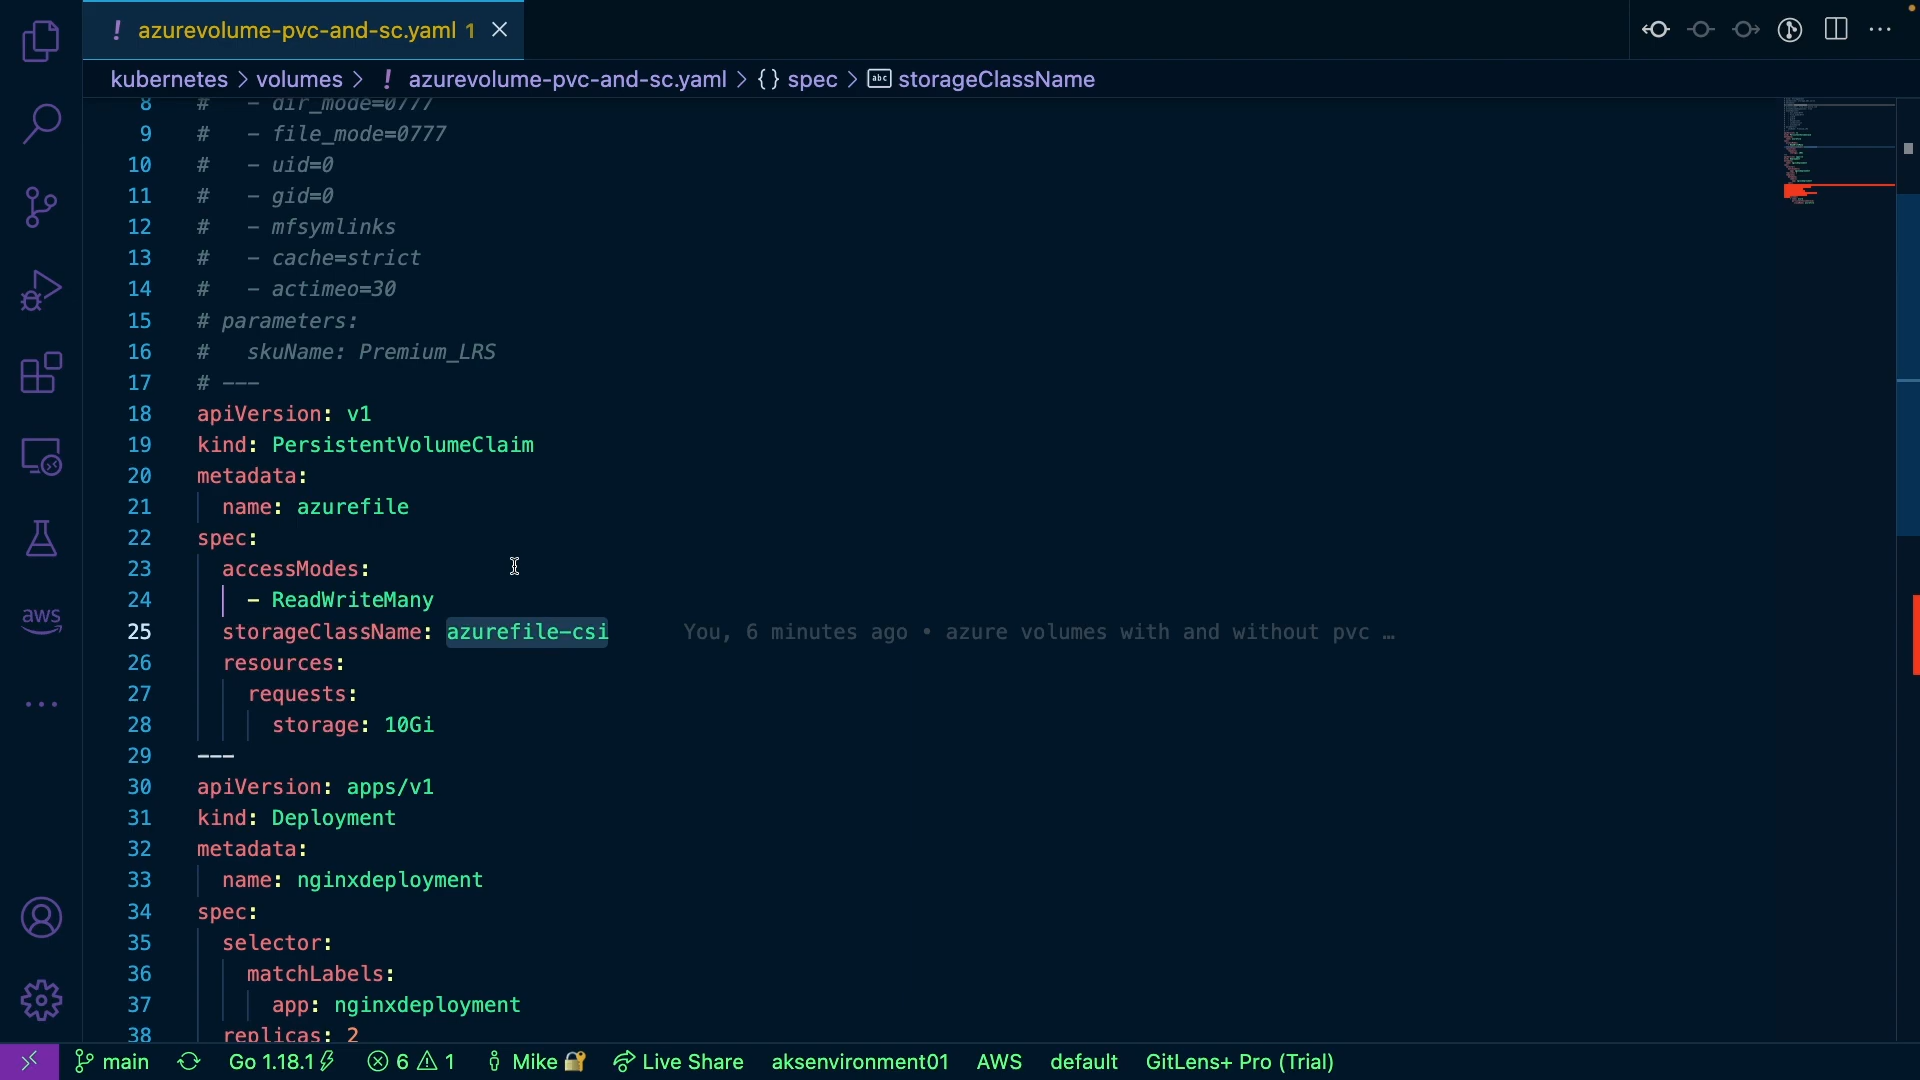 ! azurevolume-pvc-and-sc.yaml 1
kubernetes > volumes > ! azurevolume-pvc-and-sc.yaml > {} spec > abc storageClassName
8 #   - dir_mode=0777
9 #   - file_mode=0777
10 #   - uid=0
11 #   - gid=0
12 #   - mfsymlinks
13 #   - cache=strict
14 #   - actimeo=30
15 # parameters:
16 #   skuName: Premium_LRS
17 # ---
18 apiVersion: v1
19 kind: PersistentVolumeClaim
20 metadata:
21   name: azurefile
22 spec:
23   accessModes:
24     - ReadWriteMany
25   storageClassName: azurefile-csi You, 6 minutes ago • azure volumes with and without pvc …
26   resources:
27     requests:
28       storage: 10Gi
29 ---
30 apiVersion: apps/v1
31 kind: Deployment
32 metadata:
33   name: nginxdeployment
34 spec:
35   selector:
36     matchLabels:
37       app: nginxdeployment
38   replicas: 2
aws
main Go 1.18.1 6 1 Mike Live Share aksenvironment01 AWS default GitLens+ Pro (Trial)